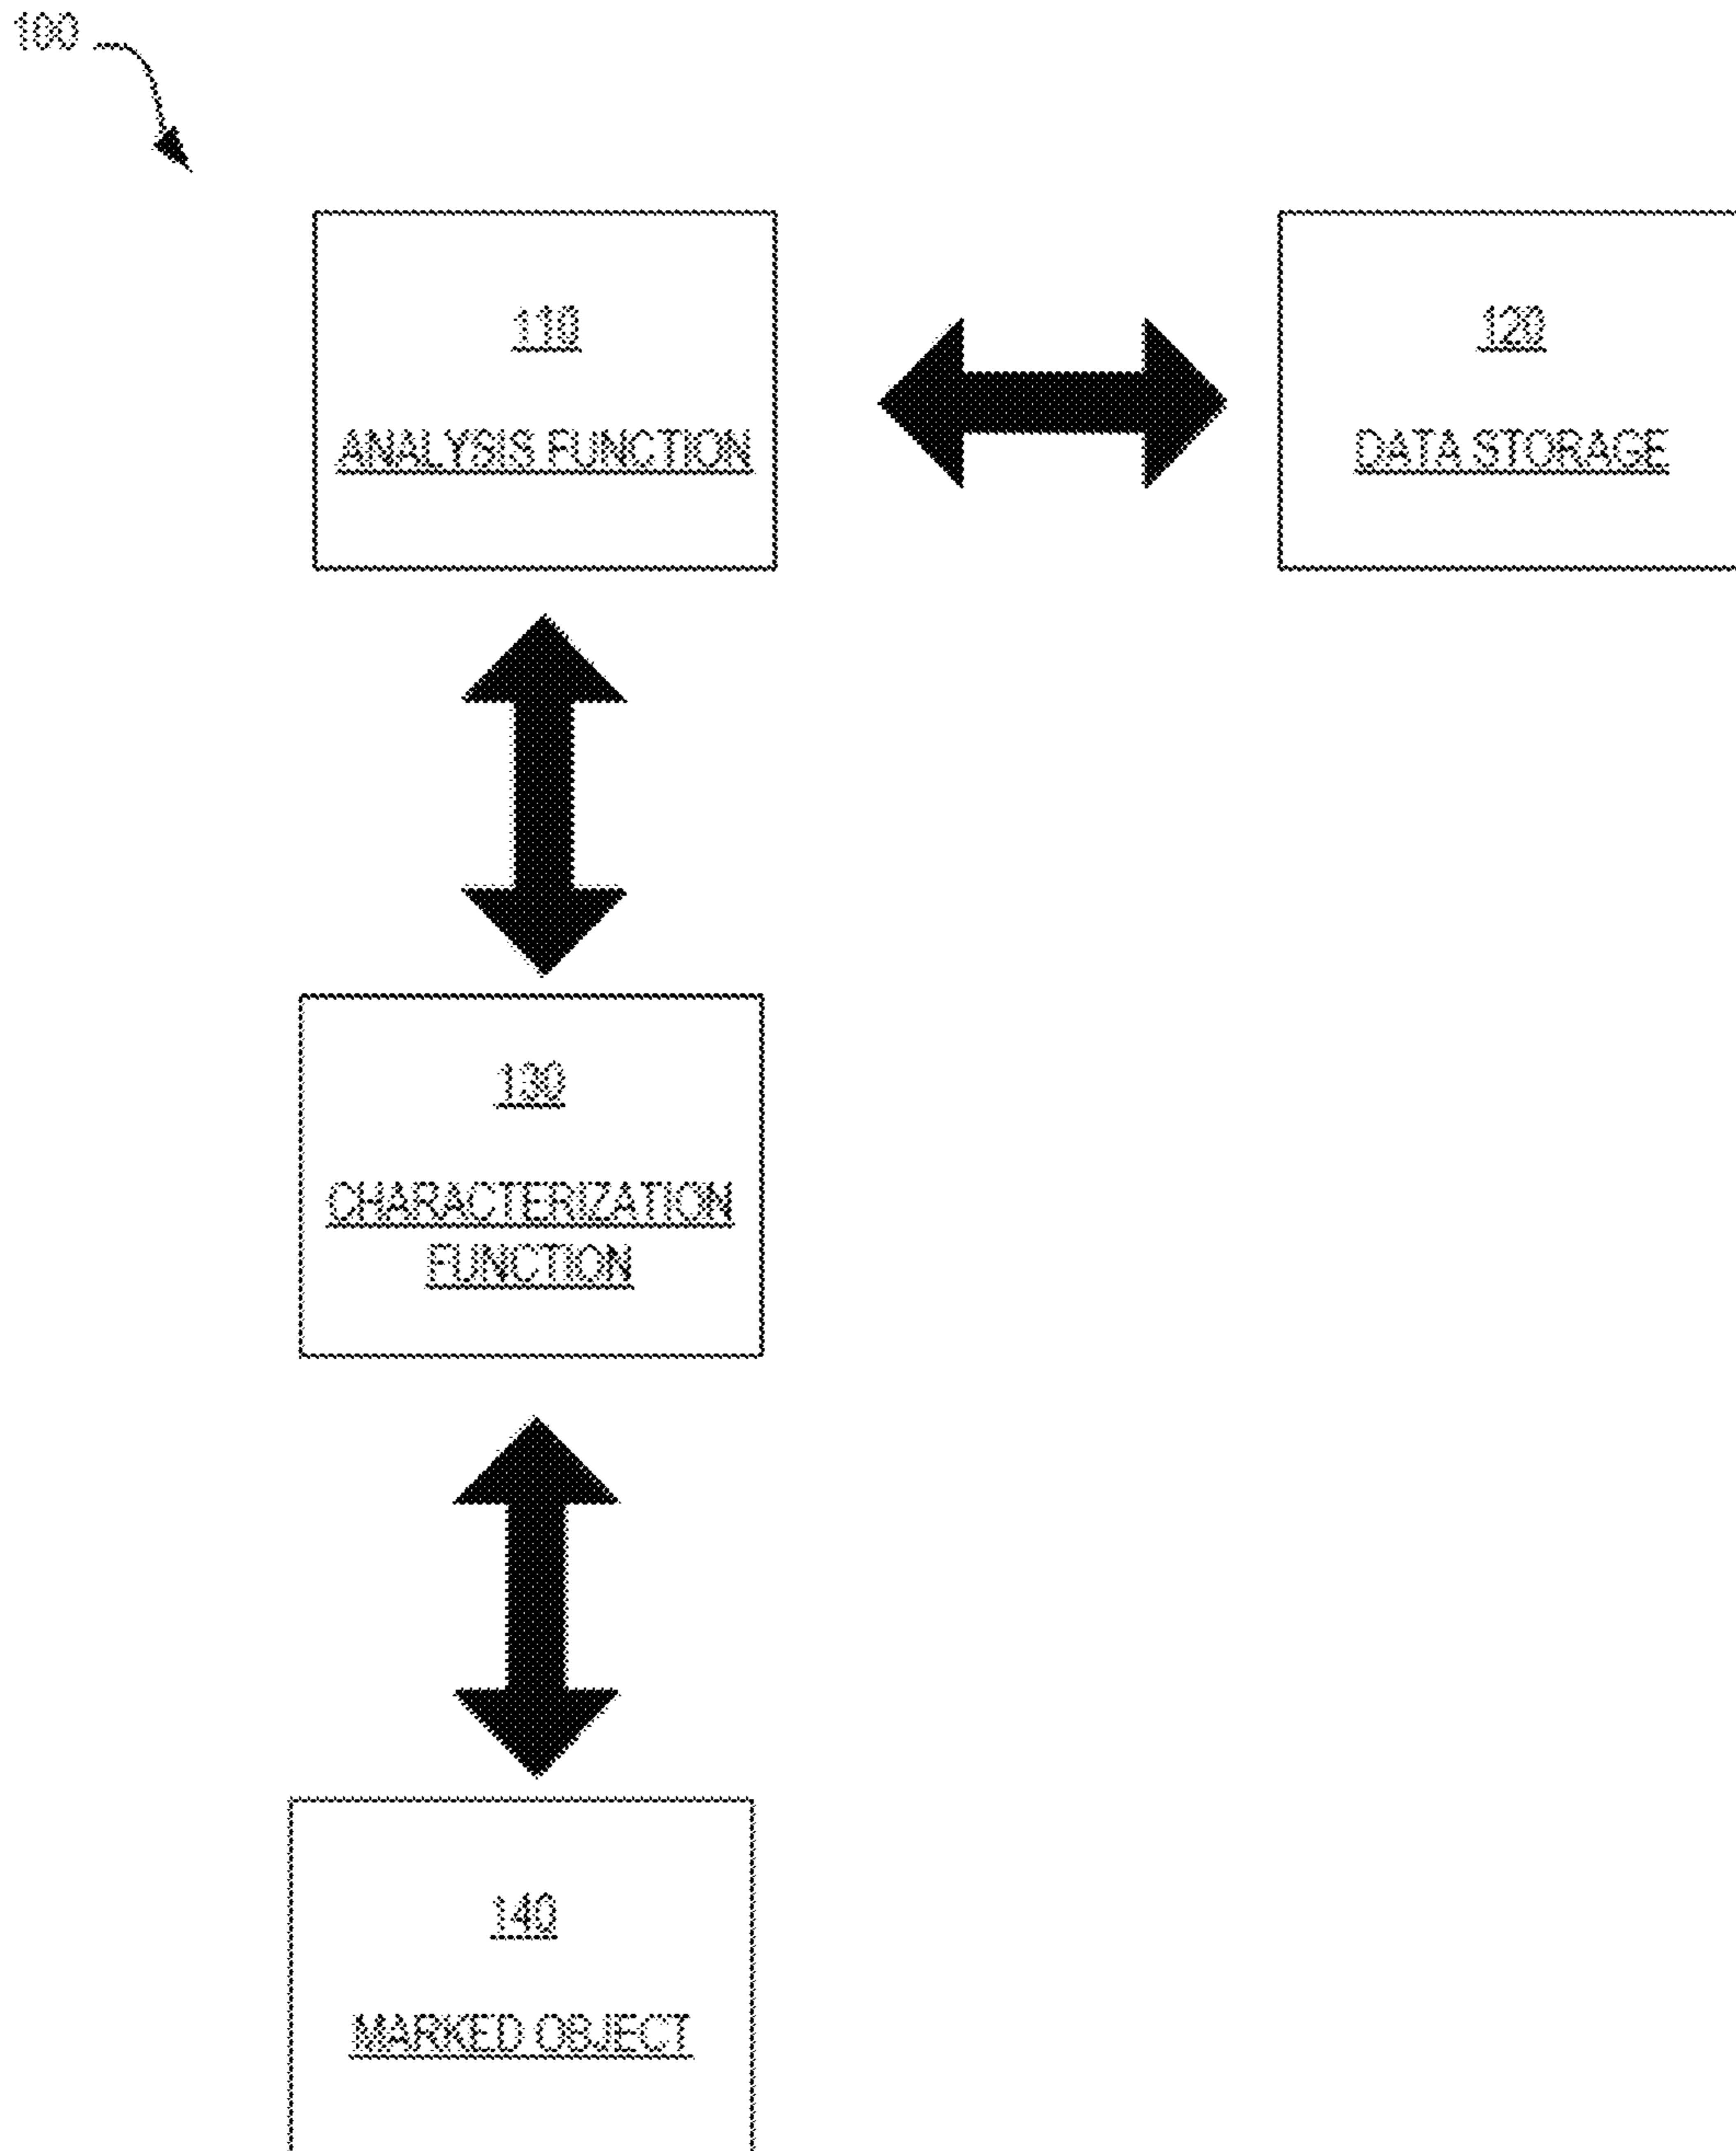 100
110
ANALYSIS FUNCTION
120
DATA STORAGE
130
CHARACTERIZATION
FUNCTION
140
MARKED OBJECT